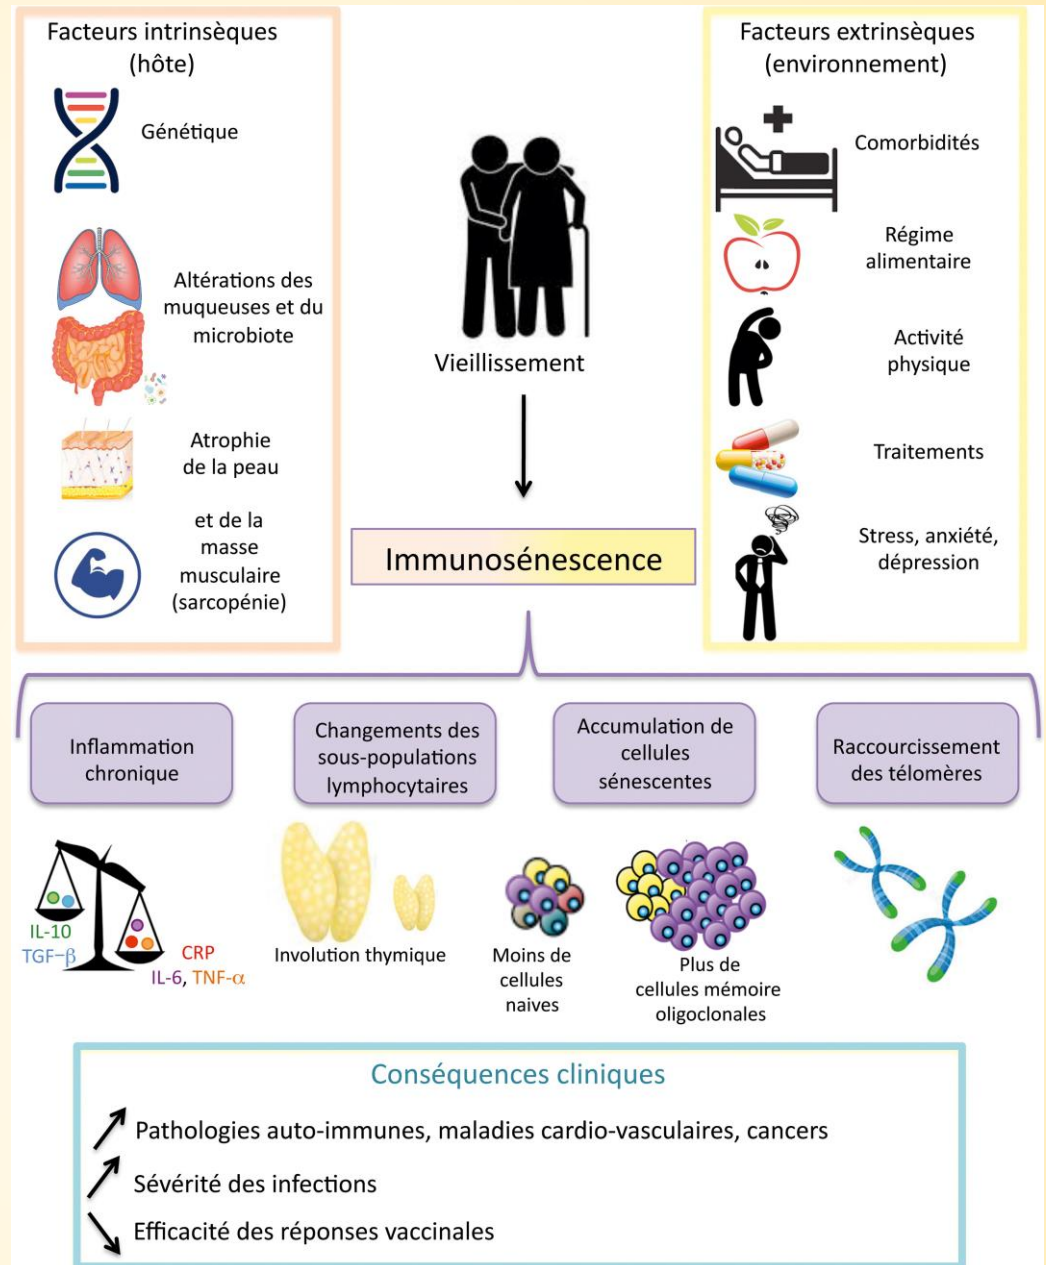 Facteurs intrinsèques
(hôte)
Génétique
Altérations des
muqueuses et du
microbiote
Atrophie
de la peau
et de la
masse
musculaire
(sarcopénie)
Vieillissement
Immunosénescence
Facteurs extrinsèques
(environnement)
Comorbidités
Régime
alimentaire
Activité
physique
Traitements
Stress, anxiété,
dépression
Inflammation
chronique
Changements des
sous-populations
lymphocytaires
Accumulation de
cellules
sénescentes
Raccourcissement
des télomères
IL-10
TGF-β
CRP
IL-6, TNF-α
Involution thymique
Moins de
cellules
naives
Plus de
cellules mémoire
oligoclonales
Conséquences cliniques
Pathologies auto-immunes, maladies cardio-vasculaires, cancers
Sévérité des infections
Efficacité des réponses vaccinales